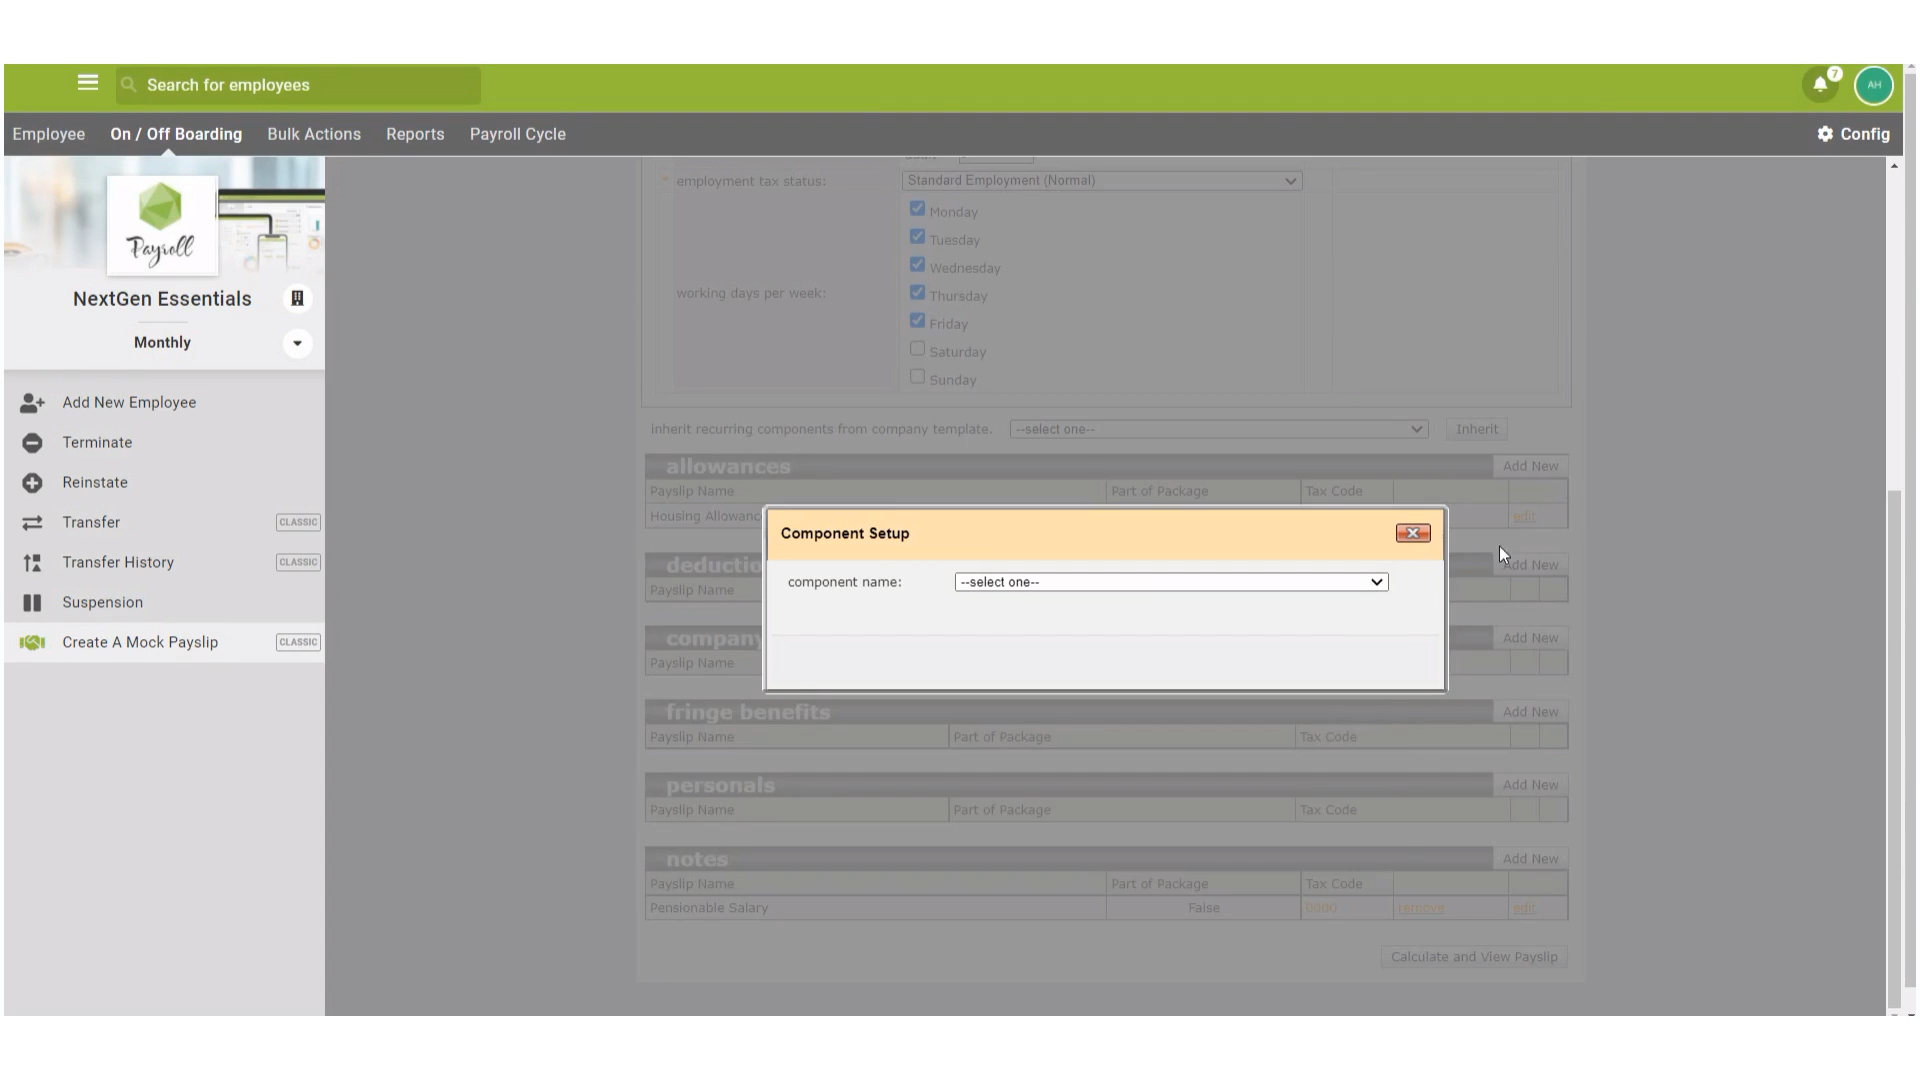 Search for employees
7
AH
Employee On / Off Boarding Bulk Actions Reports Payroll Cycle Config
Payroll
NextGen Essentials
Monthly
Add New Employee
Terminate
Reinstate
Transfer CLASSIC
Transfer History CLASSIC
Suspension
Create A Mock Payslip CLASSIC
employment tax status: Standard Employment (Normal)
working days per week:
Monday
Tuesday
Wednesday
Thursday
Friday
Saturday
Sunday
inherit recurring components from company template. --select one-- Inherit
allowances Add New
Payslip Name Part of Package Tax Code
Housing Allowanc edit
Component Setup
component name: --select one--
deductio Add New
Payslip Name
company Add New
Payslip Name
fringe benefits Add New
Payslip Name Part of Package Tax Code
personals Add New
Payslip Name Part of Package Tax Code
notes Add New
Payslip Name Part of Package Tax Code
Pensionable Salary False 0000 remove edit
Calculate and View Payslip